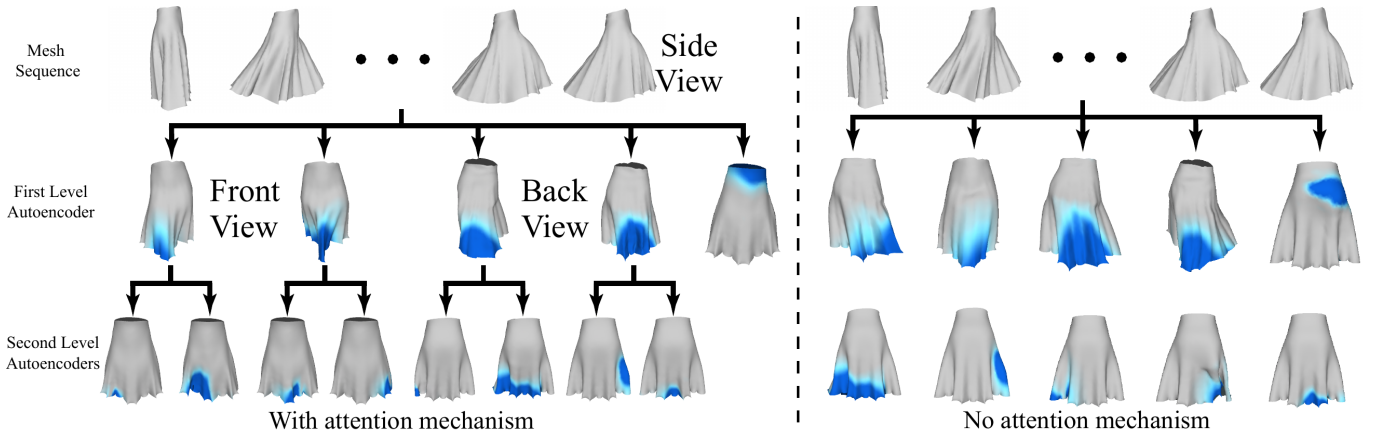 Mesh
Sequence
Side
View
First Level
Autoencoder
Front
View
Back
View
Second Level
Autoencoders
With attention mechanism
No attention mechanism